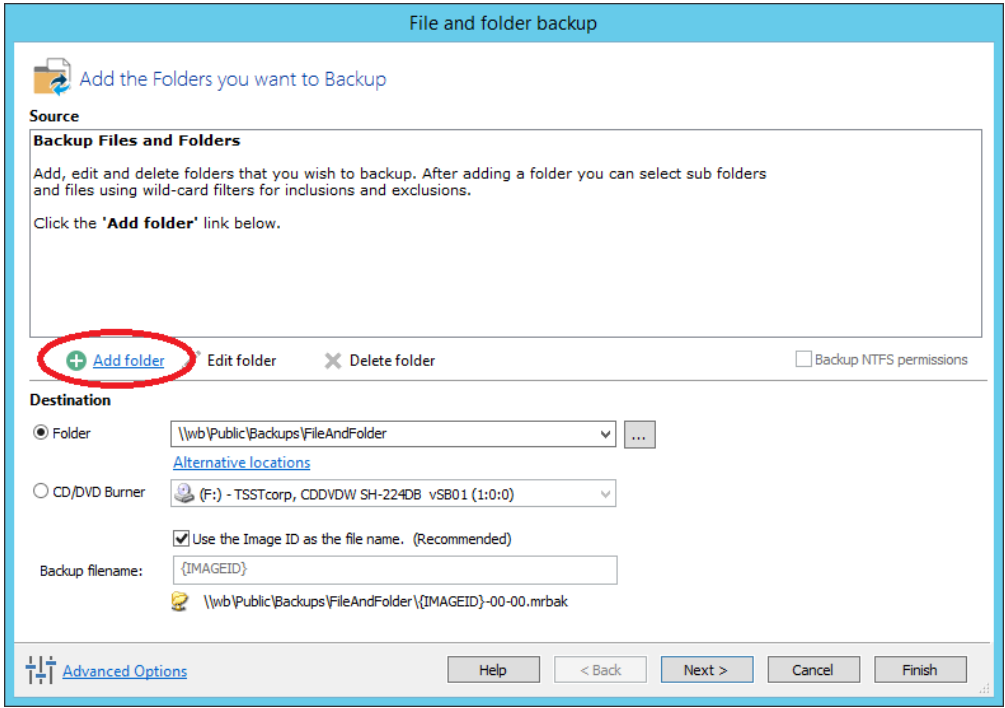 File and folder backup
Add the Folders you want to Backup
Source
Backup Files and Folders
Add, edit and delete folders that you wish to backup. After adding a folder you can select sub folders
and files using wild-card filters for inclusions and exclusions.
Click the 'Add folder' link below.
Add folder Edit folder Delete folder Backup NTFS permissions
Destination
Folder \\wb\Public\Backups\FileAndFolder ...
Alternative locations
CD/DVD Burner (F:) - TSSTcorp, CDDVDW SH-224DB vSB01 (1:0:0)
Use the Image ID as the file name. (Recommended)
Backup filename: {IMAGEID}
\\wb\Public\Backups\FileAndFolder\{IMAGEID}-00-00.mrbak
Advanced Options Help < Back Next > Cancel Finish